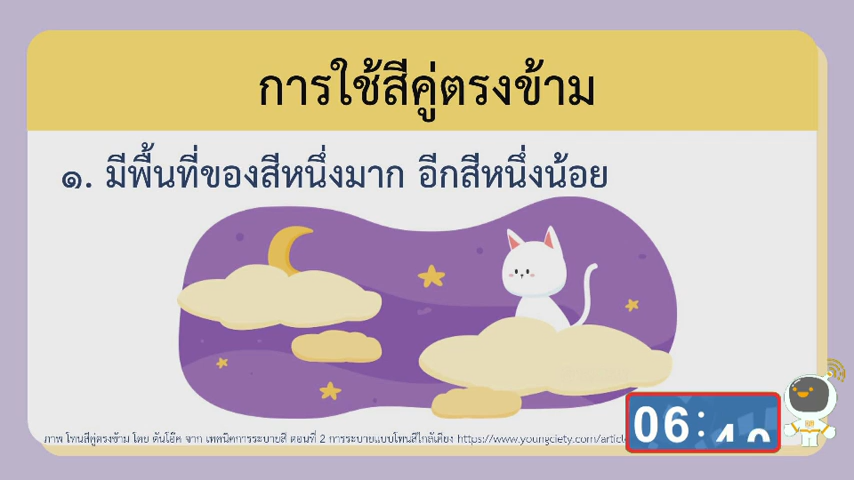 การใช้สีคู่ตรงข้าม
๑. มีพื้นที่ของสีหนึ่งมาก อีกสีหนึ่งน้อย
ภาพ โทนสีคู่ตรงข้าม โดย ตันโอ๊ค จาก เทคนิคการระบายสี ตอนที่ 2 การระบายแบบโทนสีใกล้เคียง https://www.youngciety.com/article
06: